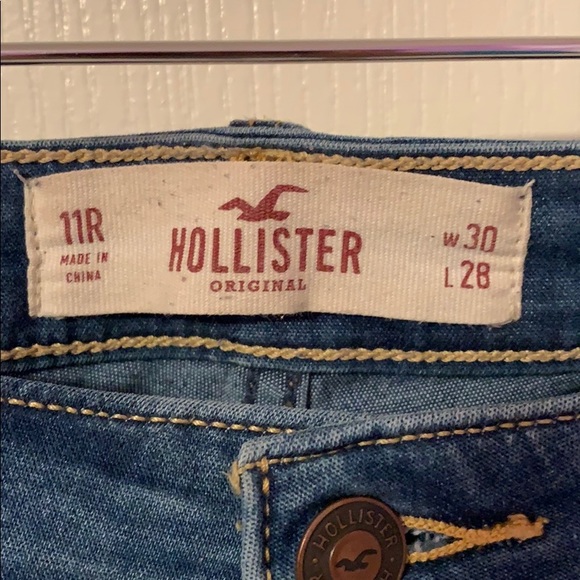 11R
MADE IN
CHINA
HOLLISTER
ORIGINAL
W 30
L 28
HOLLISTER